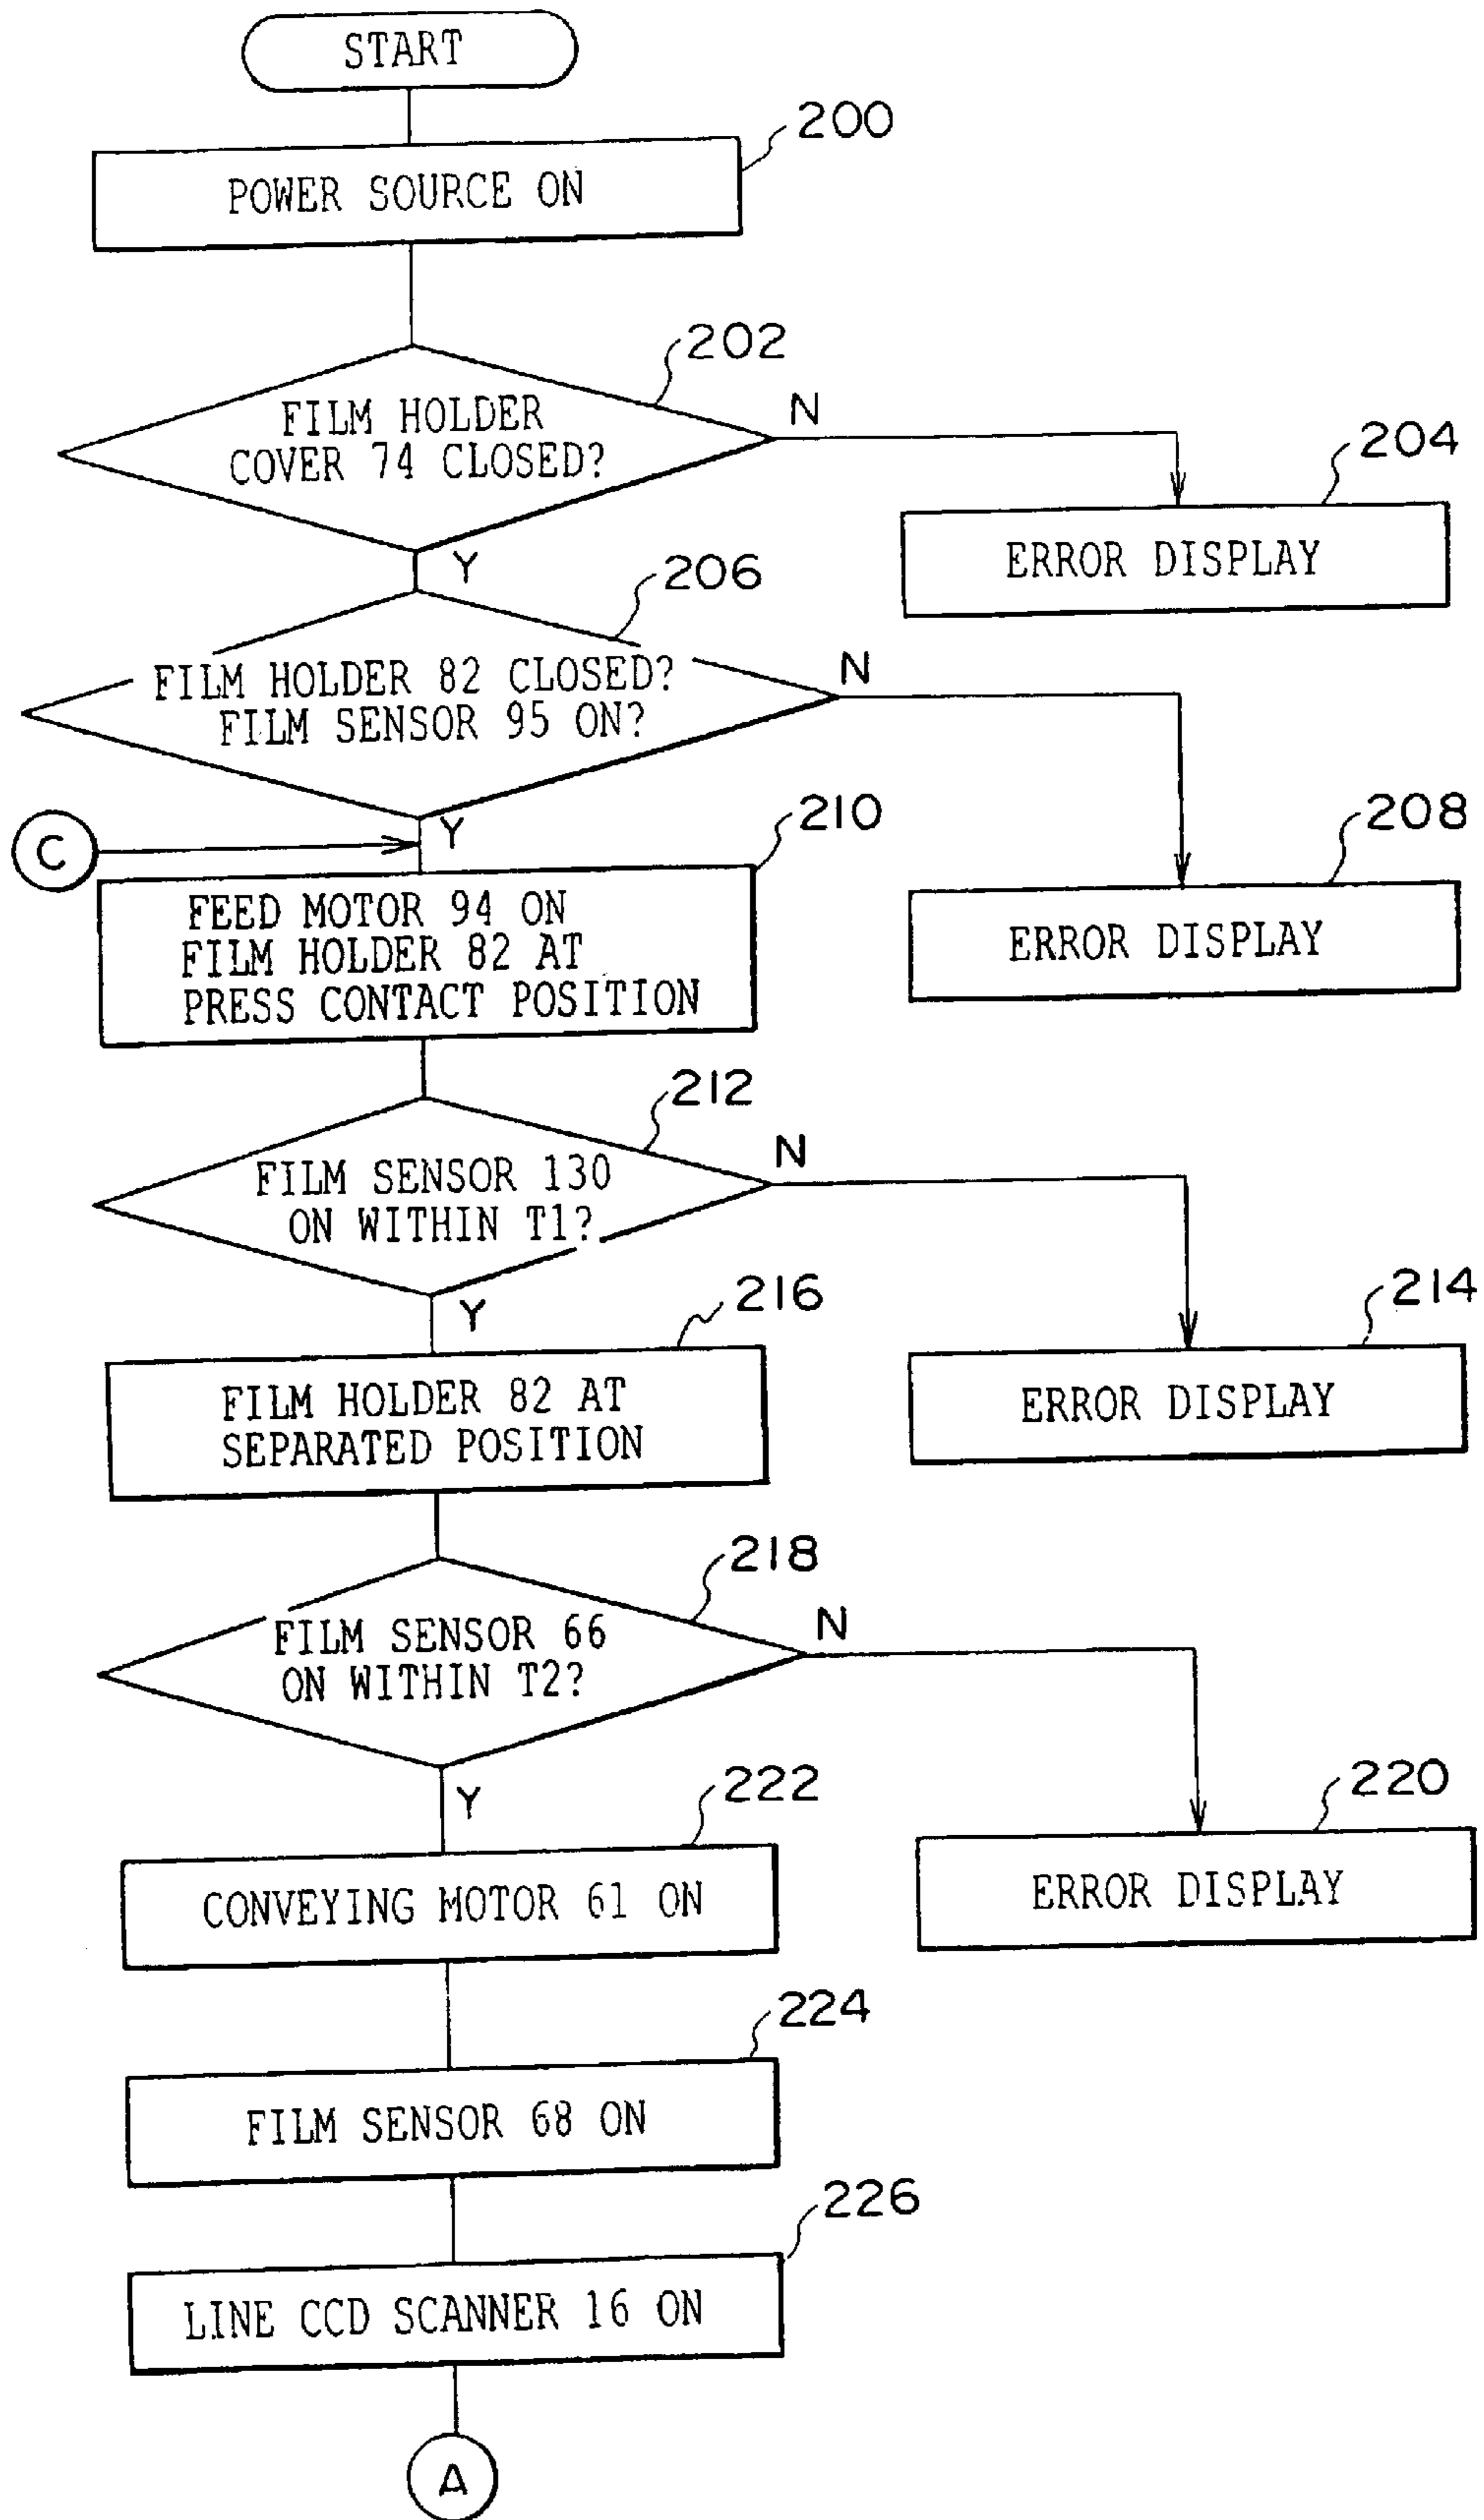 START
200
POWER SOURCE ON
202
FILM HOLDER
COVER 74 CLOSED?
N
204
ERROR DISPLAY
Y
206
FILM HOLDER 82 CLOSED?
FILM SENSOR 95 ON?
N
208
ERROR DISPLAY
Y
C
210
FEED MOTOR 94 ON
FILM HOLDER 82 AT
PRESS CONTACT POSITION
212
FILM SENSOR 130
ON WITHIN T1?
N
214
ERROR DISPLAY
Y
216
FILM HOLDER 82 AT
SEPARATED POSITION
218
FILM SENSOR 66
ON WITHIN T2?
N
220
ERROR DISPLAY
Y
222
CONVEYING MOTOR 61 ON
224
FILM SENSOR 68 ON
226
LINE CCD SCANNER 16 ON
A